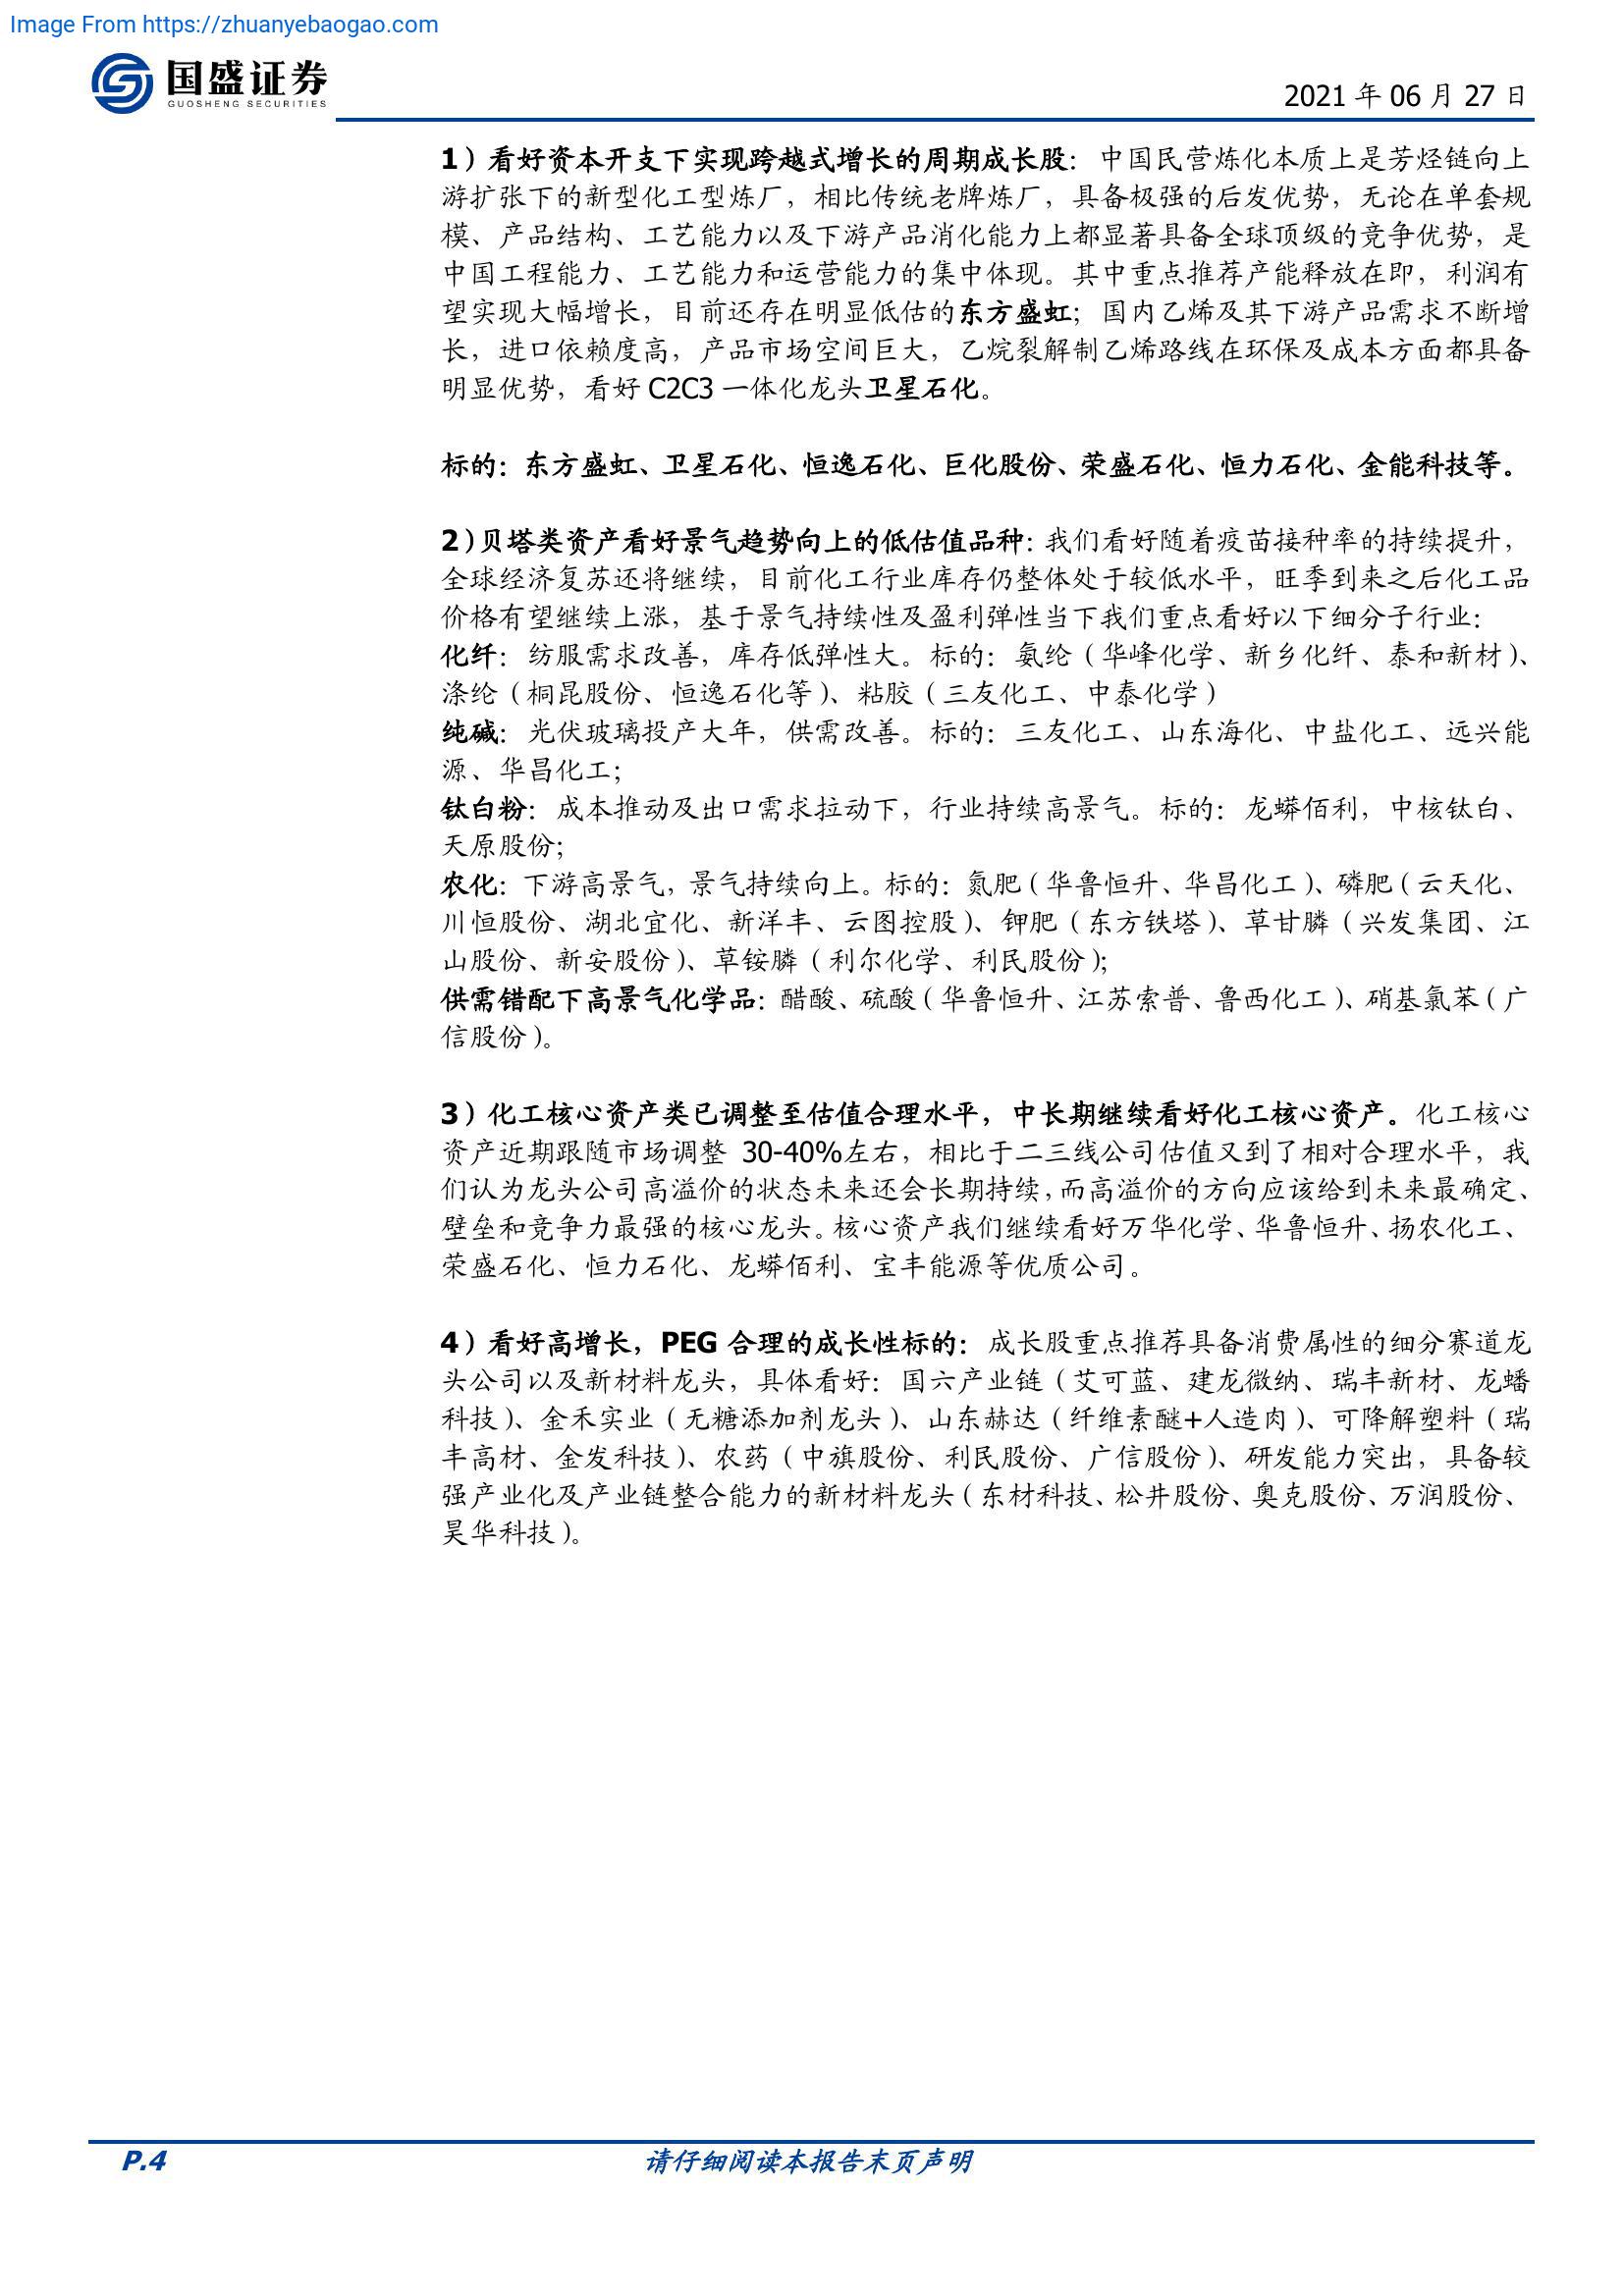 Image From https://zhuanyebaogao.com
国盛证券
GUOSHENG SECURITIES
2021 年 06 月 27 日
1）看好资本开支下实现跨越式增长的周期成长股：中国民营炼化本质上是芳烃链向上
游扩张下的新型化工型炼厂，相比传统老牌炼厂，具备极强的后发优势，无论在单套规
模、产品结构、工艺能力以及下游产品消化能力上都显著具备全球顶级的竞争优势，是
中国工程能力、工艺能力和运营能力的集中体现。其中重点推荐产能释放在即，利润有
望实现大幅增长，目前还存在明显低估的东方盛虹；国内乙烯及其下游产品需求不断增
长，进口依赖度高，产品市场空间巨大，乙烷裂解制乙烯路线在环保及成本方面都具备
明显优势，看好 C2C3 一体化龙头卫星石化。
标的：东方盛虹、卫星石化、恒逸石化、巨化股份、荣盛石化、恒力石化、金能科技等。
2）贝塔类资产看好景气趋势向上的低估值品种：我们看好随着疫苗接种率的持续提升，
全球经济复苏还将继续，目前化工行业库存仍整体处于较低水平，旺季到来之后化工品
价格有望继续上涨，基于景气持续性及盈利弹性当下我们重点看好以下细分子行业：
化纤：纺服需求改善，库存低弹性大。标的：氨纶（华峰化学、新乡化纤、泰和新材）、
涤纶（桐昆股份、恒逸石化等）、粘胶（三友化工、中泰化学）
纯碱：光伏玻璃投产大年，供需改善。标的：三友化工、山东海化、中盐化工、远兴能
源、华昌化工；
钛白粉：成本推动及出口需求拉动下，行业持续高景气。标的：龙蟒佰利，中核钛白、
天原股份；
农化：下游高景气，景气持续向上。标的：氮肥（华鲁恒升、华昌化工）、磷肥（云天化、
川恒股份、湖北宜化、新洋丰、云图控股）、钾肥（东方铁塔）、草甘膦（兴发集团、江
山股份、新安股份）、草铵膦（利尔化学、利民股份）；
供需错配下高景气化学品：醋酸、硫酸（华鲁恒升、江苏索普、鲁西化工）、硝基氯苯（广
信股份）。
3）化工核心资产类已调整至估值合理水平，中长期继续看好化工核心资产。化工核心
资产近期跟随市场调整 30-40%左右，相比于二三线公司估值又到了相对合理水平，我
们认为龙头公司高溢价的状态未来还会长期持续，而高溢价的方向应该给到未来最确定、
壁垒和竞争力最强的核心龙头。核心资产我们继续看好万华化学、华鲁恒升、扬农化工、
荣盛石化、恒力石化、龙蟒佰利、宝丰能源等优质公司。
4）看好高增长，PEG 合理的成长性标的：成长股重点推荐具备消费属性的细分赛道龙
头公司以及新材料龙头，具体看好：国六产业链（艾可蓝、建龙微纳、瑞丰新材、龙蟠
科技）、金禾实业（无糖添加剂龙头）、山东赫达（纤维素醚+人造肉）、可降解塑料（瑞
丰高材、金发科技）、农药（中旗股份、利民股份、广信股份）、研发能力突出，具备较
强产业化及产业链整合能力的新材料龙头（东材科技、松井股份、奥克股份、万润股份、
昊华科技）。
P.4
请仔细阅读本报告末页声明